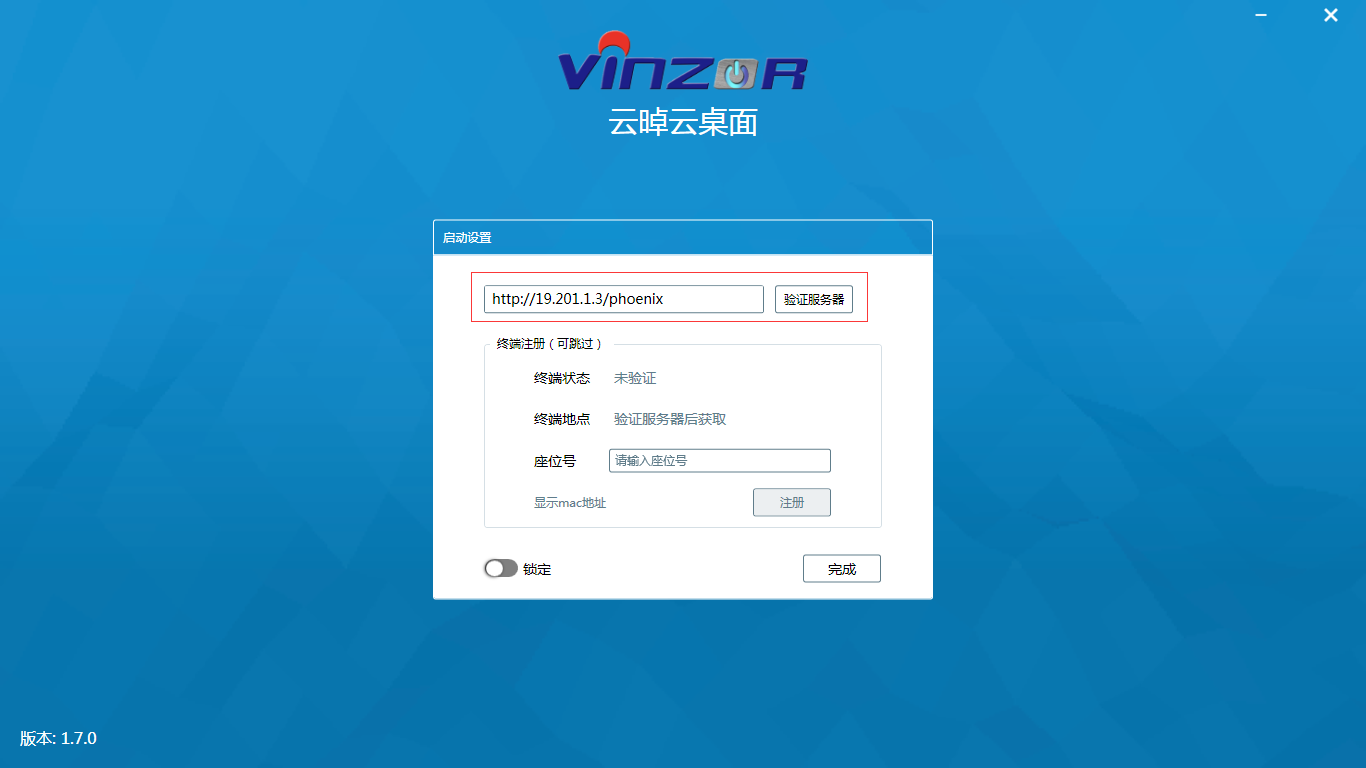 VINZOR
云晫云桌面
启动设置
http://19.201.1.3/phoenix 验证服务器
终端注册（可跳过）
终端状态 未验证
终端地点 验证服务器后获取
座位号 请输入座位号
显示mac地址 注册
锁定 完成
版本: 1.7.0